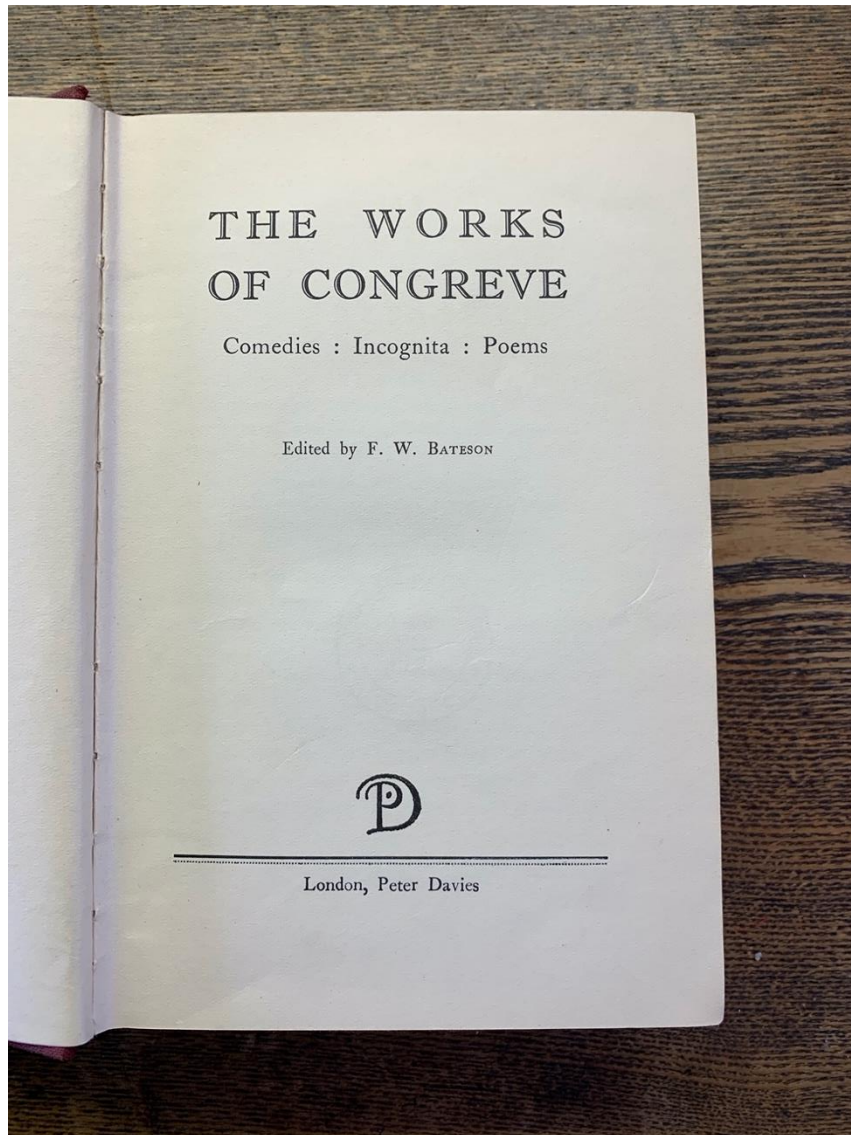 THE WORKS
OF CONGREVE
Comedies : Incognita : Poems
Edited by F. W. BATESON
PD
London, Peter Davies